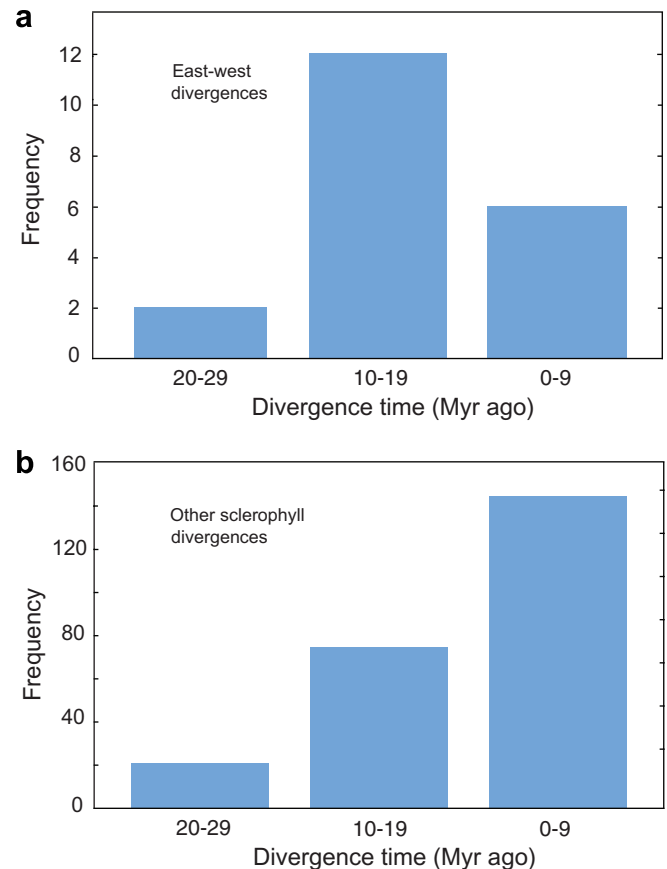 a
East-west
divergences
Frequency
12
10
8
6
4
2
0
20-29 10-19 0-9
Divergence time (Myr ago)
b
Other sclerophyll
divergences
Frequency
160
120
80
40
0
20-29 10-19 0-9
Divergence time (Myr ago)